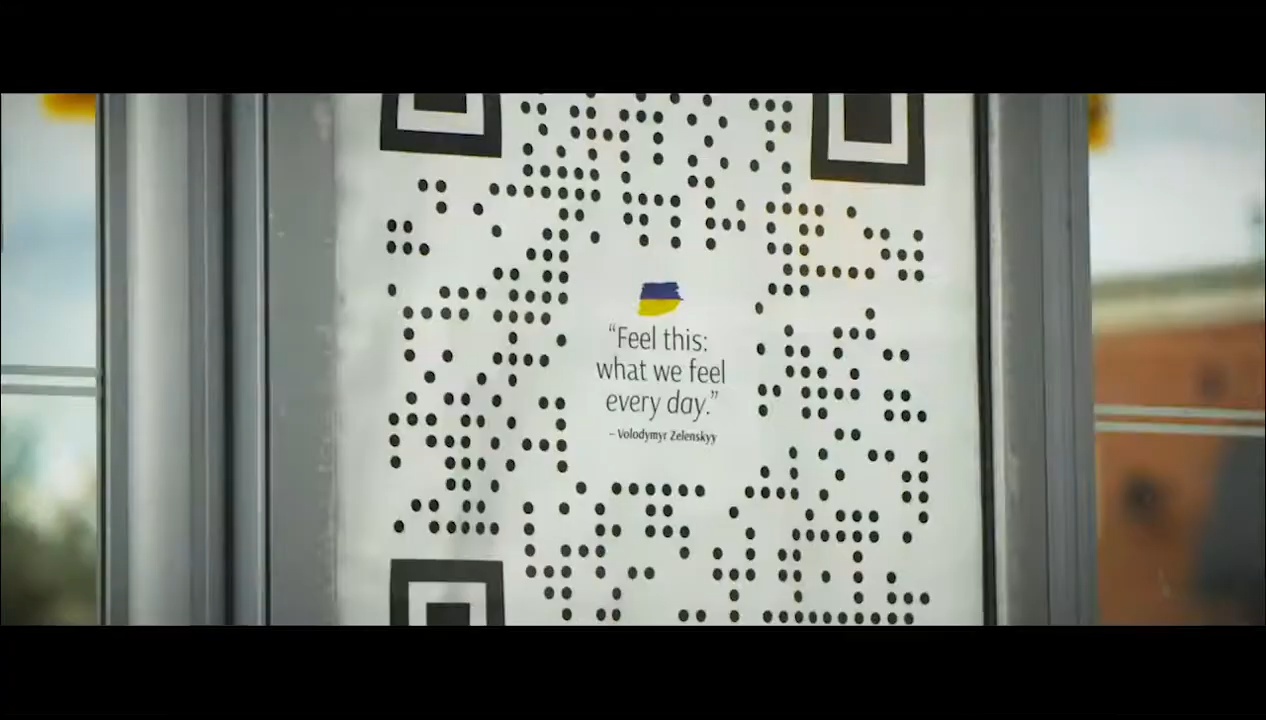 “Feel this:
what we feel
every day.”
– Volodymyr Zelenskyy